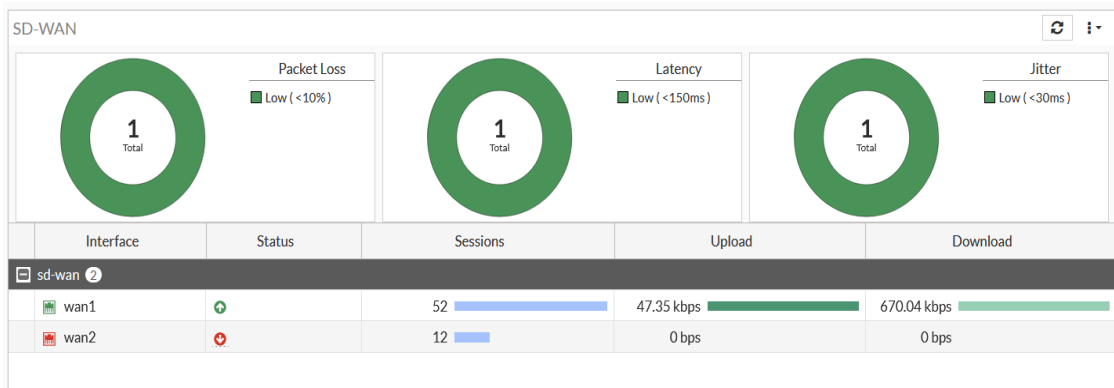 SD-WAN
Packet Loss
Low ( <10% )
1
Total
Latency
Low ( <150ms )
1
Total
Jitter
Low ( <30ms )
1
Total
Interface Status Sessions Upload Download
sd-wan 2
wan1 52 47.35 kbps 670.04 kbps
wan2 12 0 bps 0 bps